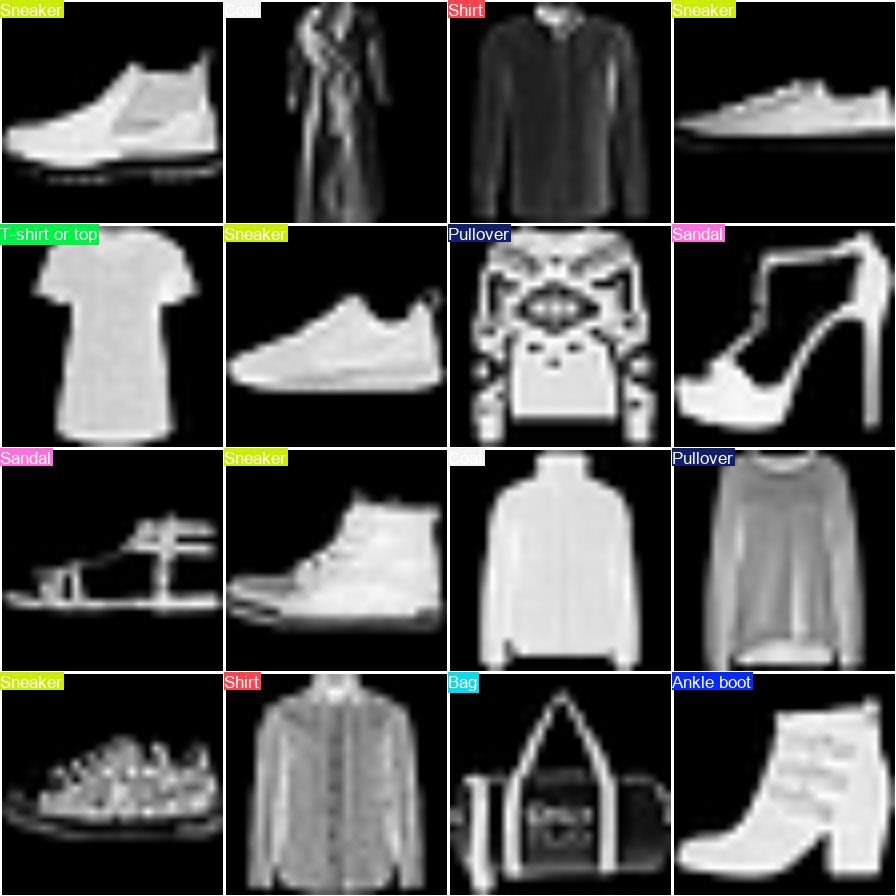 Sneaker
Coat
Shirt
Sneaker
T-shirt or top
Sneaker
Pullover
Sandal
Sandal
Sneaker
Coat
Pullover
Sneaker
Shirt
Bag
Ankle boot